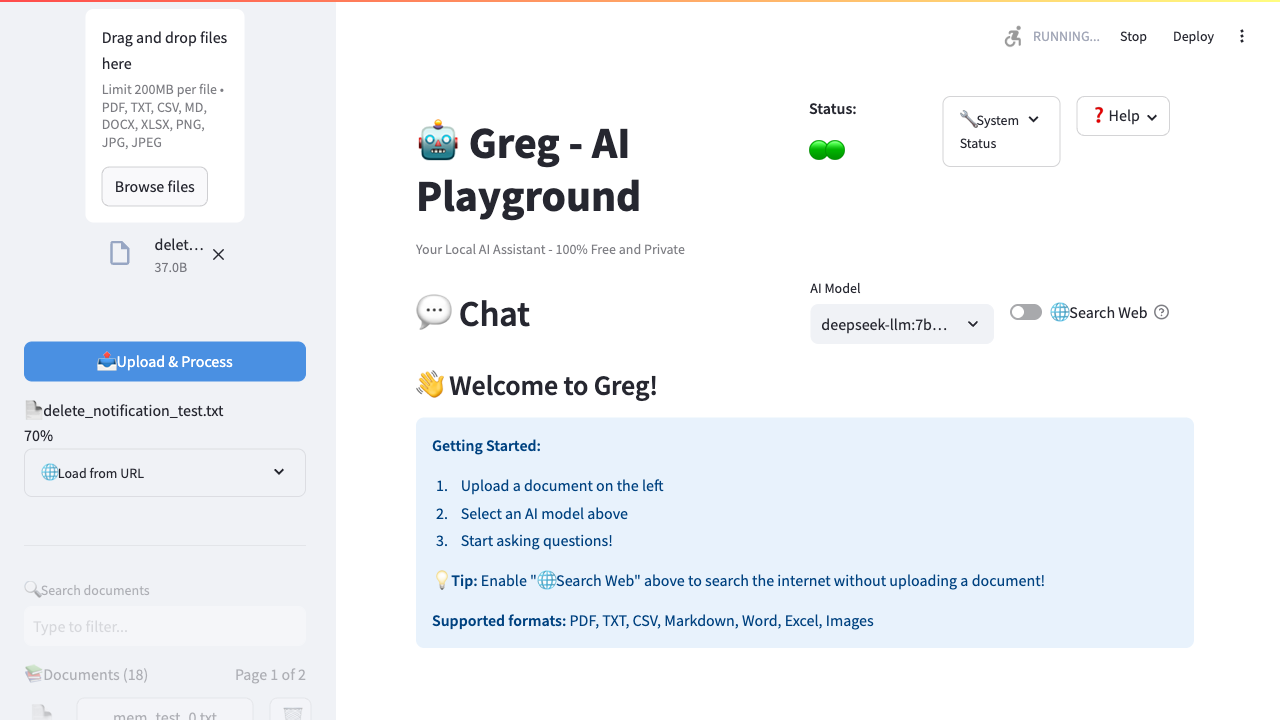 Drag and drop files
here
Limit 200MB per file •
PDF, TXT, CSV, MD,
DOCX, XLSX, PNG,
JPG, JPEG
Browse files
delet...
37.0B
Upload & Process
delete_notification_test.txt
70%
Load from URL
Search documents
Type to filter...
Documents (18)
Page 1 of 2
mem_test_0.txt
RUNNING...
Stop
Deploy
Greg - AI
Playground
Your Local AI Assistant - 100% Free and Private
Status:
System
Status
Help
Chat
AI Model
deepseek-llm:7b...
Search Web
Welcome to Greg!
Getting Started:
1. Upload a document on the left
2. Select an AI model above
3. Start asking questions!
Tip: Enable "🌐Search Web" above to search the internet without uploading a document!
Supported formats: PDF, TXT, CSV, Markdown, Word, Excel, Images